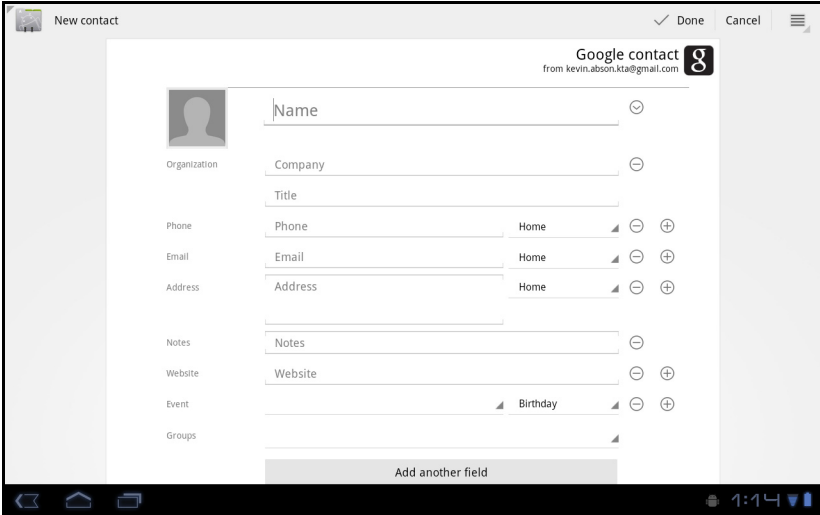 New contact
Done
Cancel
Google contact
from kevin.abson.kta@gmail.com
g
Name
Organization
Company
Title
Phone
Phone
Home
Email
Email
Home
Address
Address
Home
Notes
Notes
Website
Website
Event
Birthday
Groups
Add another field
1:14